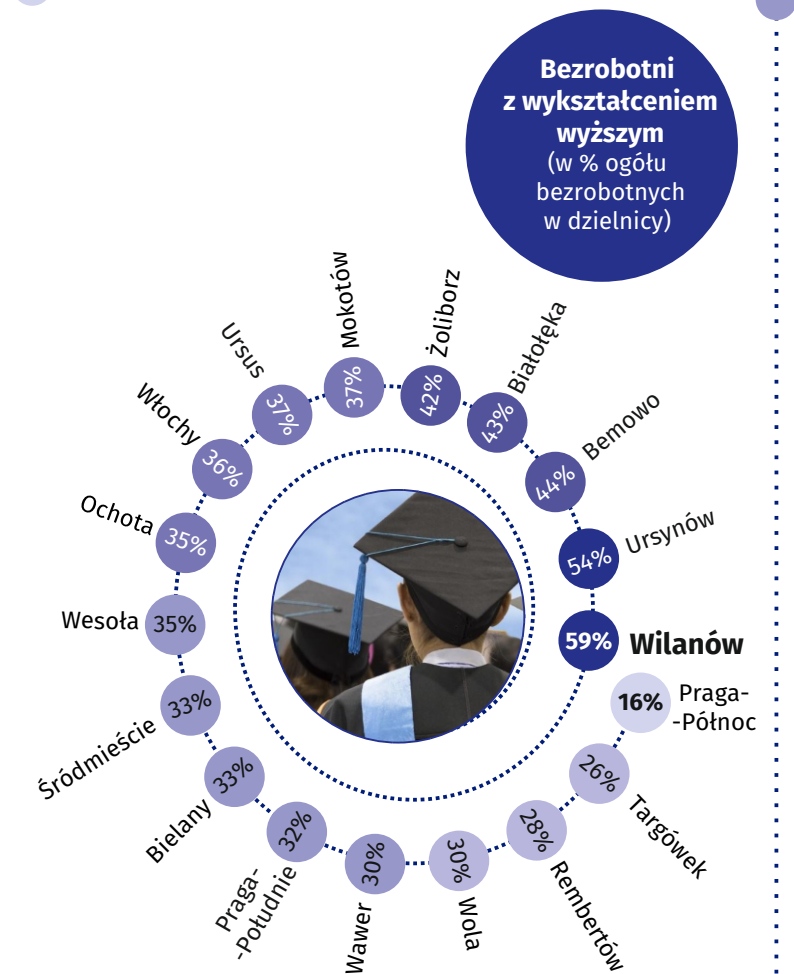 Bezrobotni
z wykształceniem
wyższym
(w % ogółu
bezrobotnych
w dzielnicy)
Wilanów
59%
Ursynów
54%
Bemowo
44%
Białołęka
43%
Żoliborz
42%
Mokotów
37%
Ursus
37%
Włochy
36%
Ochota
35%
Wesoła
35%
Śródmieście
33%
Bielany
33%
Praga-
-Południe
32%
Wawer
30%
Wola
30%
Rembertów
28%
Targówek
26%
Praga-
-Północ
16%